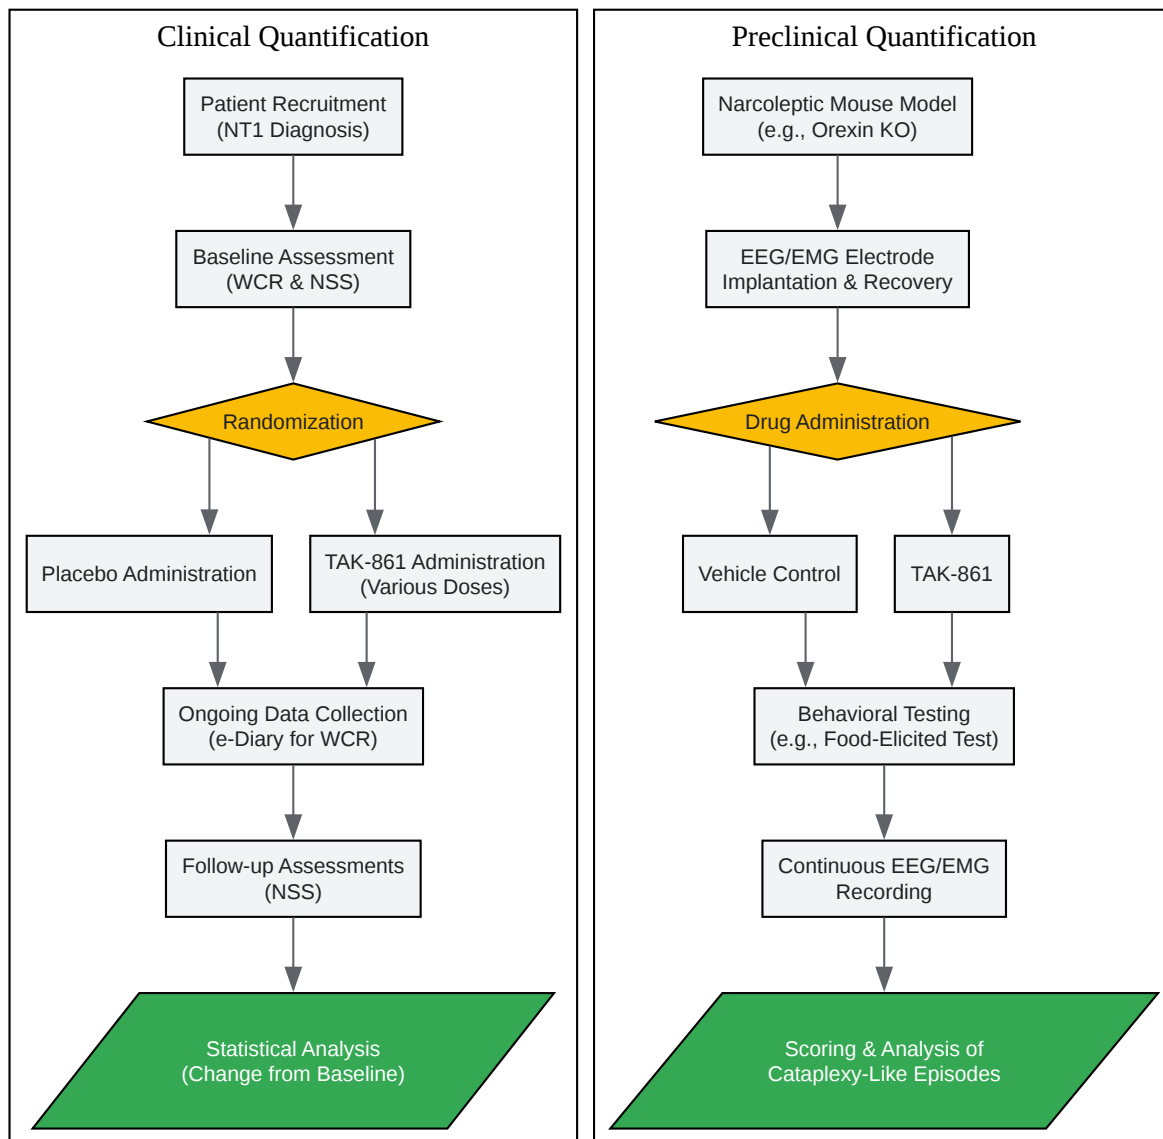 Clinical Quantification
Patient Recruitment
(NT1 Diagnosis)
Baseline Assessment
(WCR & NSS)
Randomization
Placebo Administration
TAK-861 Administration
(Various Doses)
Ongoing Data Collection
(e-Diary for WCR)
Follow-up Assessments
(NSS)
Statistical Analysis
(Change from Baseline)
Preclinical Quantification
Narcoleptic Mouse Model
(e.g., Orexin KO)
EEG/EMG Electrode
Implantation & Recovery
Drug Administration
Vehicle Control
TAK-861
Behavioral Testing
(e.g., Food-Elicited Test)
Continuous EEG/EMG
Recording
Scoring & Analysis of
Cataplexy-Like Episodes